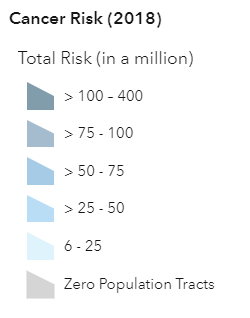 Cancer Risk (2018)
Total Risk (in a million)
> 100 - 400
> 75 - 100
> 50 - 75
> 25 - 50
6 - 25
Zero Population Tracts